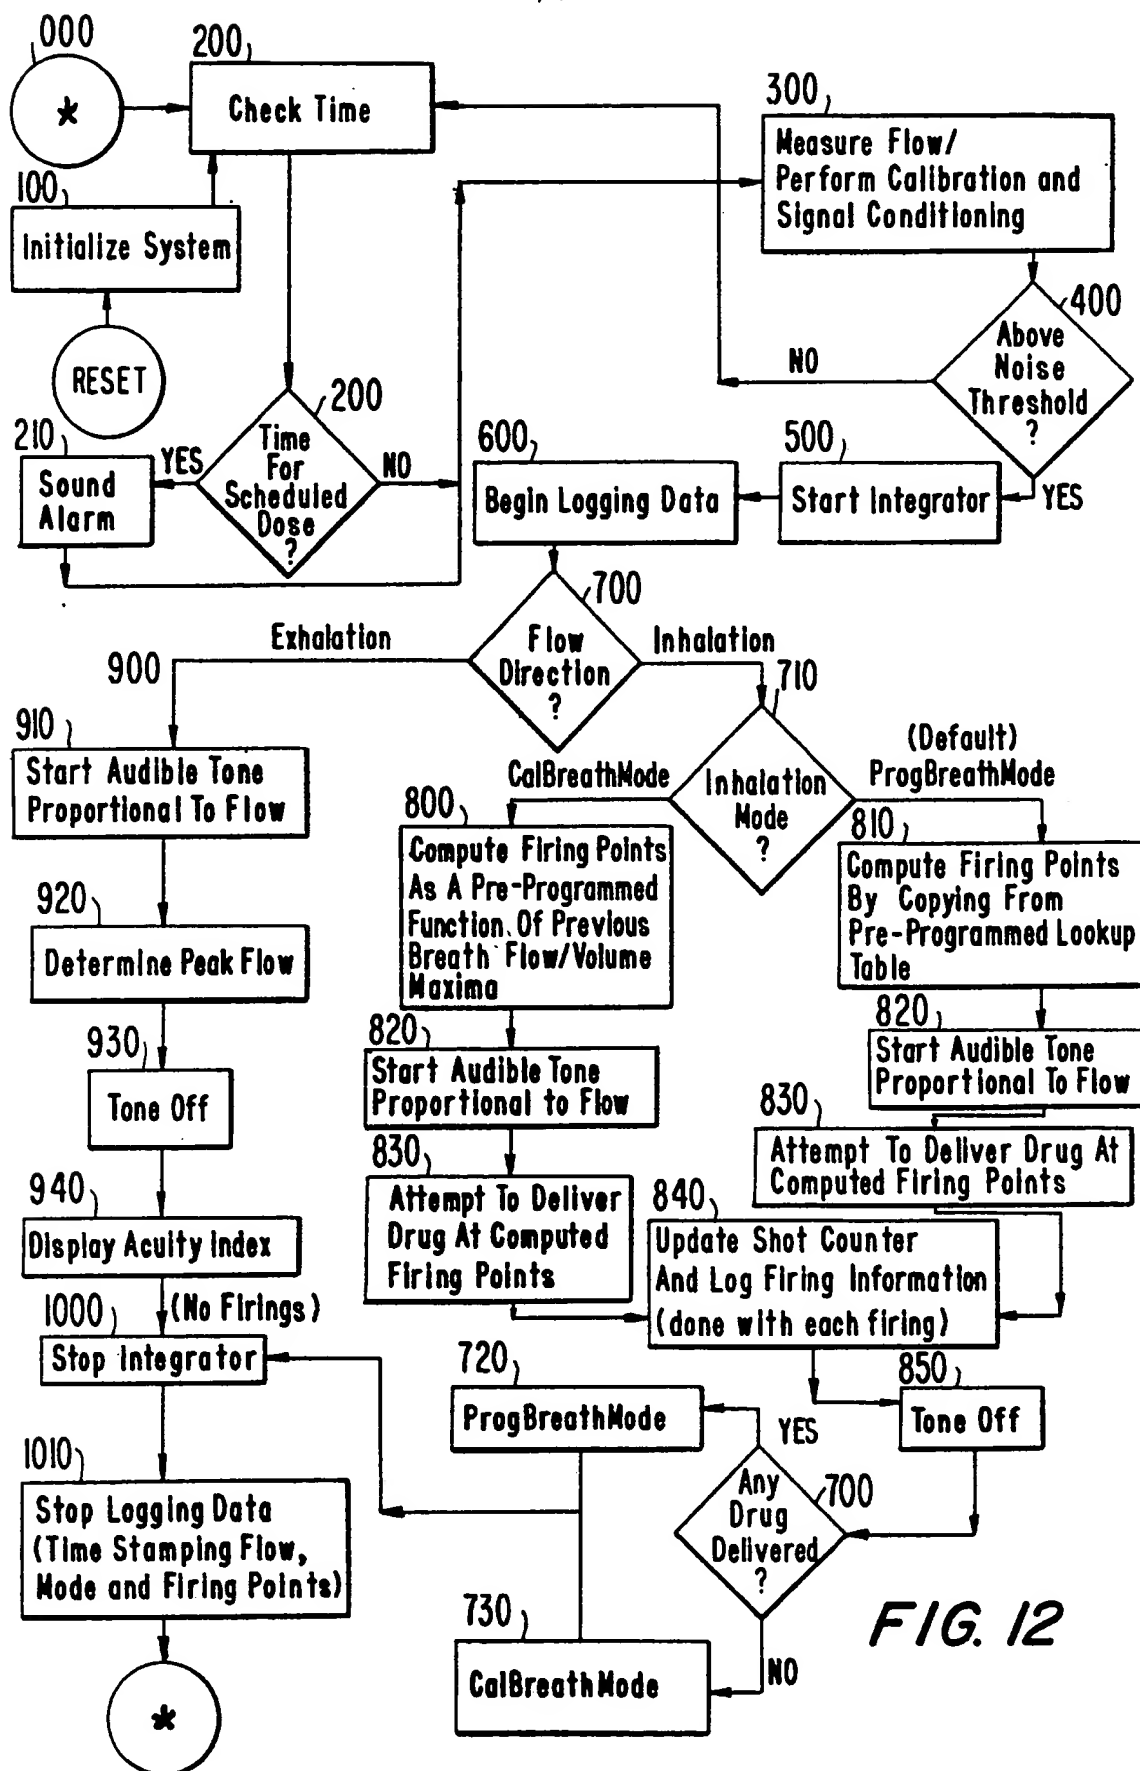 000
*
200
Check Time
300
Measure Flow/
Perform Calibration and
Signal Conditioning
100
Initialize System
RESET
400
Above
Noise
Threshold
?
NO
YES
200
Time
For
Scheduled
Dose
?
YES
NO
210
Sound
Alarm
600
Begin Logging Data
500
Start Integrator
700
Flow
Direction
?
Exhalation
Inhalation
900
710
Inhalation
Mode
?
CalBreathMode
(Default)
ProgBreathMode
910
Start Audible Tone
Proportional To Flow
800
Compute Firing Points
As A Pre-Programmed
Function Of Previous
Breath Flow/Volume
Maxima
810
Compute Firing Points
By Copying From
Pre-Programmed Lookup
Table
920
Determine Peak Flow
820
Start Audible Tone
Proportional to Flow
820
Start Audible Tone
Proportional To Flow
930
Tone Off
830
Attempt To Deliver
Drug At Computed
Firing Points
830
Attempt To Deliver Drug At
Computed Firing Points
940
Display Acuity Index
840
Update Shot Counter
And Log Firing Information
(done with each firing)
(No Firings)
1000
Stop Integrator
720
ProgBreathMode
850
Tone Off
YES
700
Any
Drug
Delivered
?
NO
1010
Stop Logging Data
(Time Stamping Flow,
Mode and Firing Points)
730
CalBreathMode
*
FIG. 12